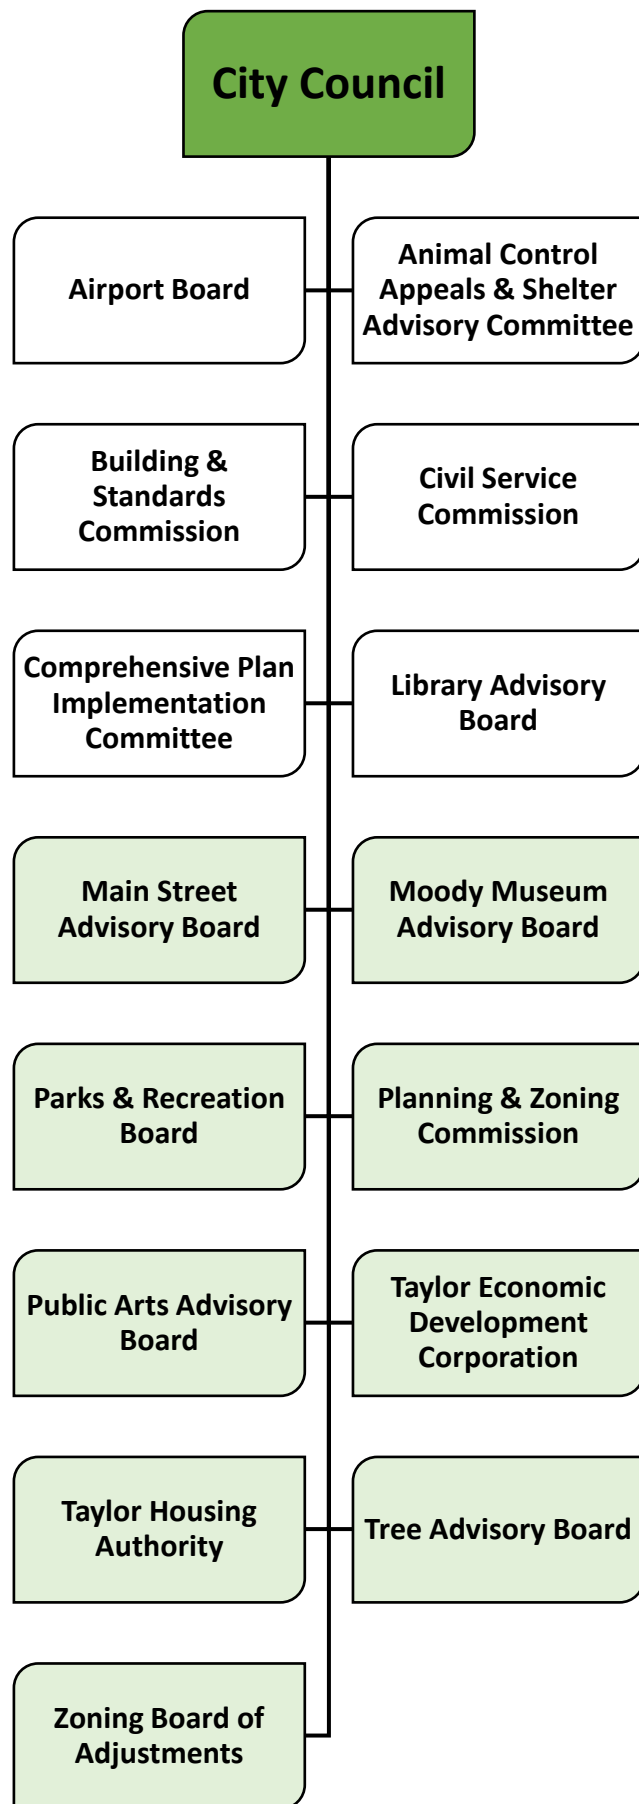 City Council
Airport Board
Animal Control
Appeals & Shelter
Advisory Committee
Building &
Standards
Commission
Civil Service
Commission
Comprehensive Plan
Implementation
Committee
Library Advisory
Board
Main Street
Advisory Board
Moody Museum
Advisory Board
Parks & Recreation
Board
Planning & Zoning
Commission
Public Arts Advisory
Board
Taylor Economic
Development
Corporation
Taylor Housing
Authority
Tree Advisory Board
Zoning Board of
Adjustments